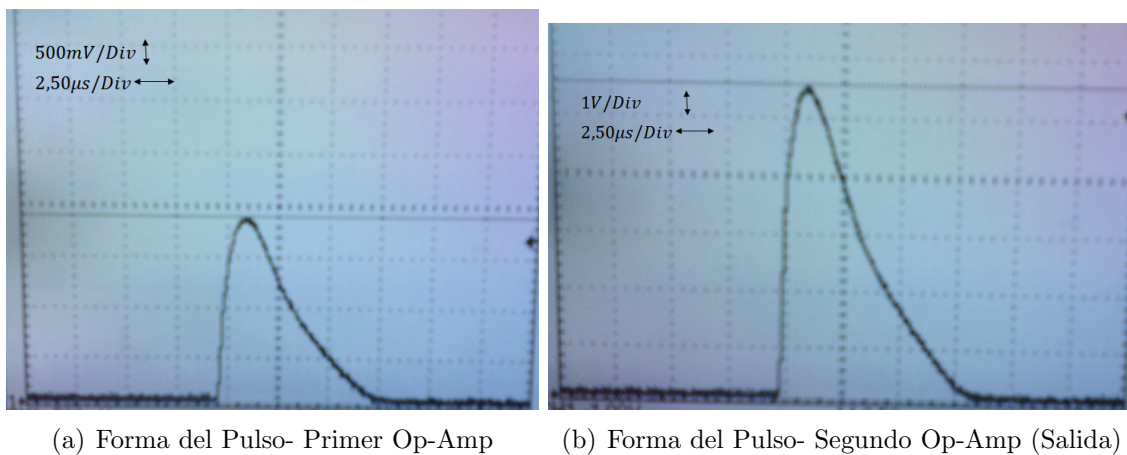 500mV/Div
2,50μs/Div
1V/Div
2,50μs/Div
(a) Forma del Pulso- Primer Op-Amp
(b) Forma del Pulso- Segundo Op-Amp (Salida)